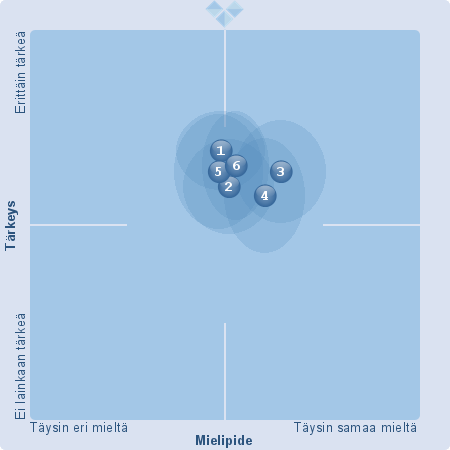 Erittäin tärkeä
1
6
5
3
2
4
Tärkeys
Ei lainkaan tärkeä
Täysin eri mieltä
Täysin samaa mieltä
Mielipide